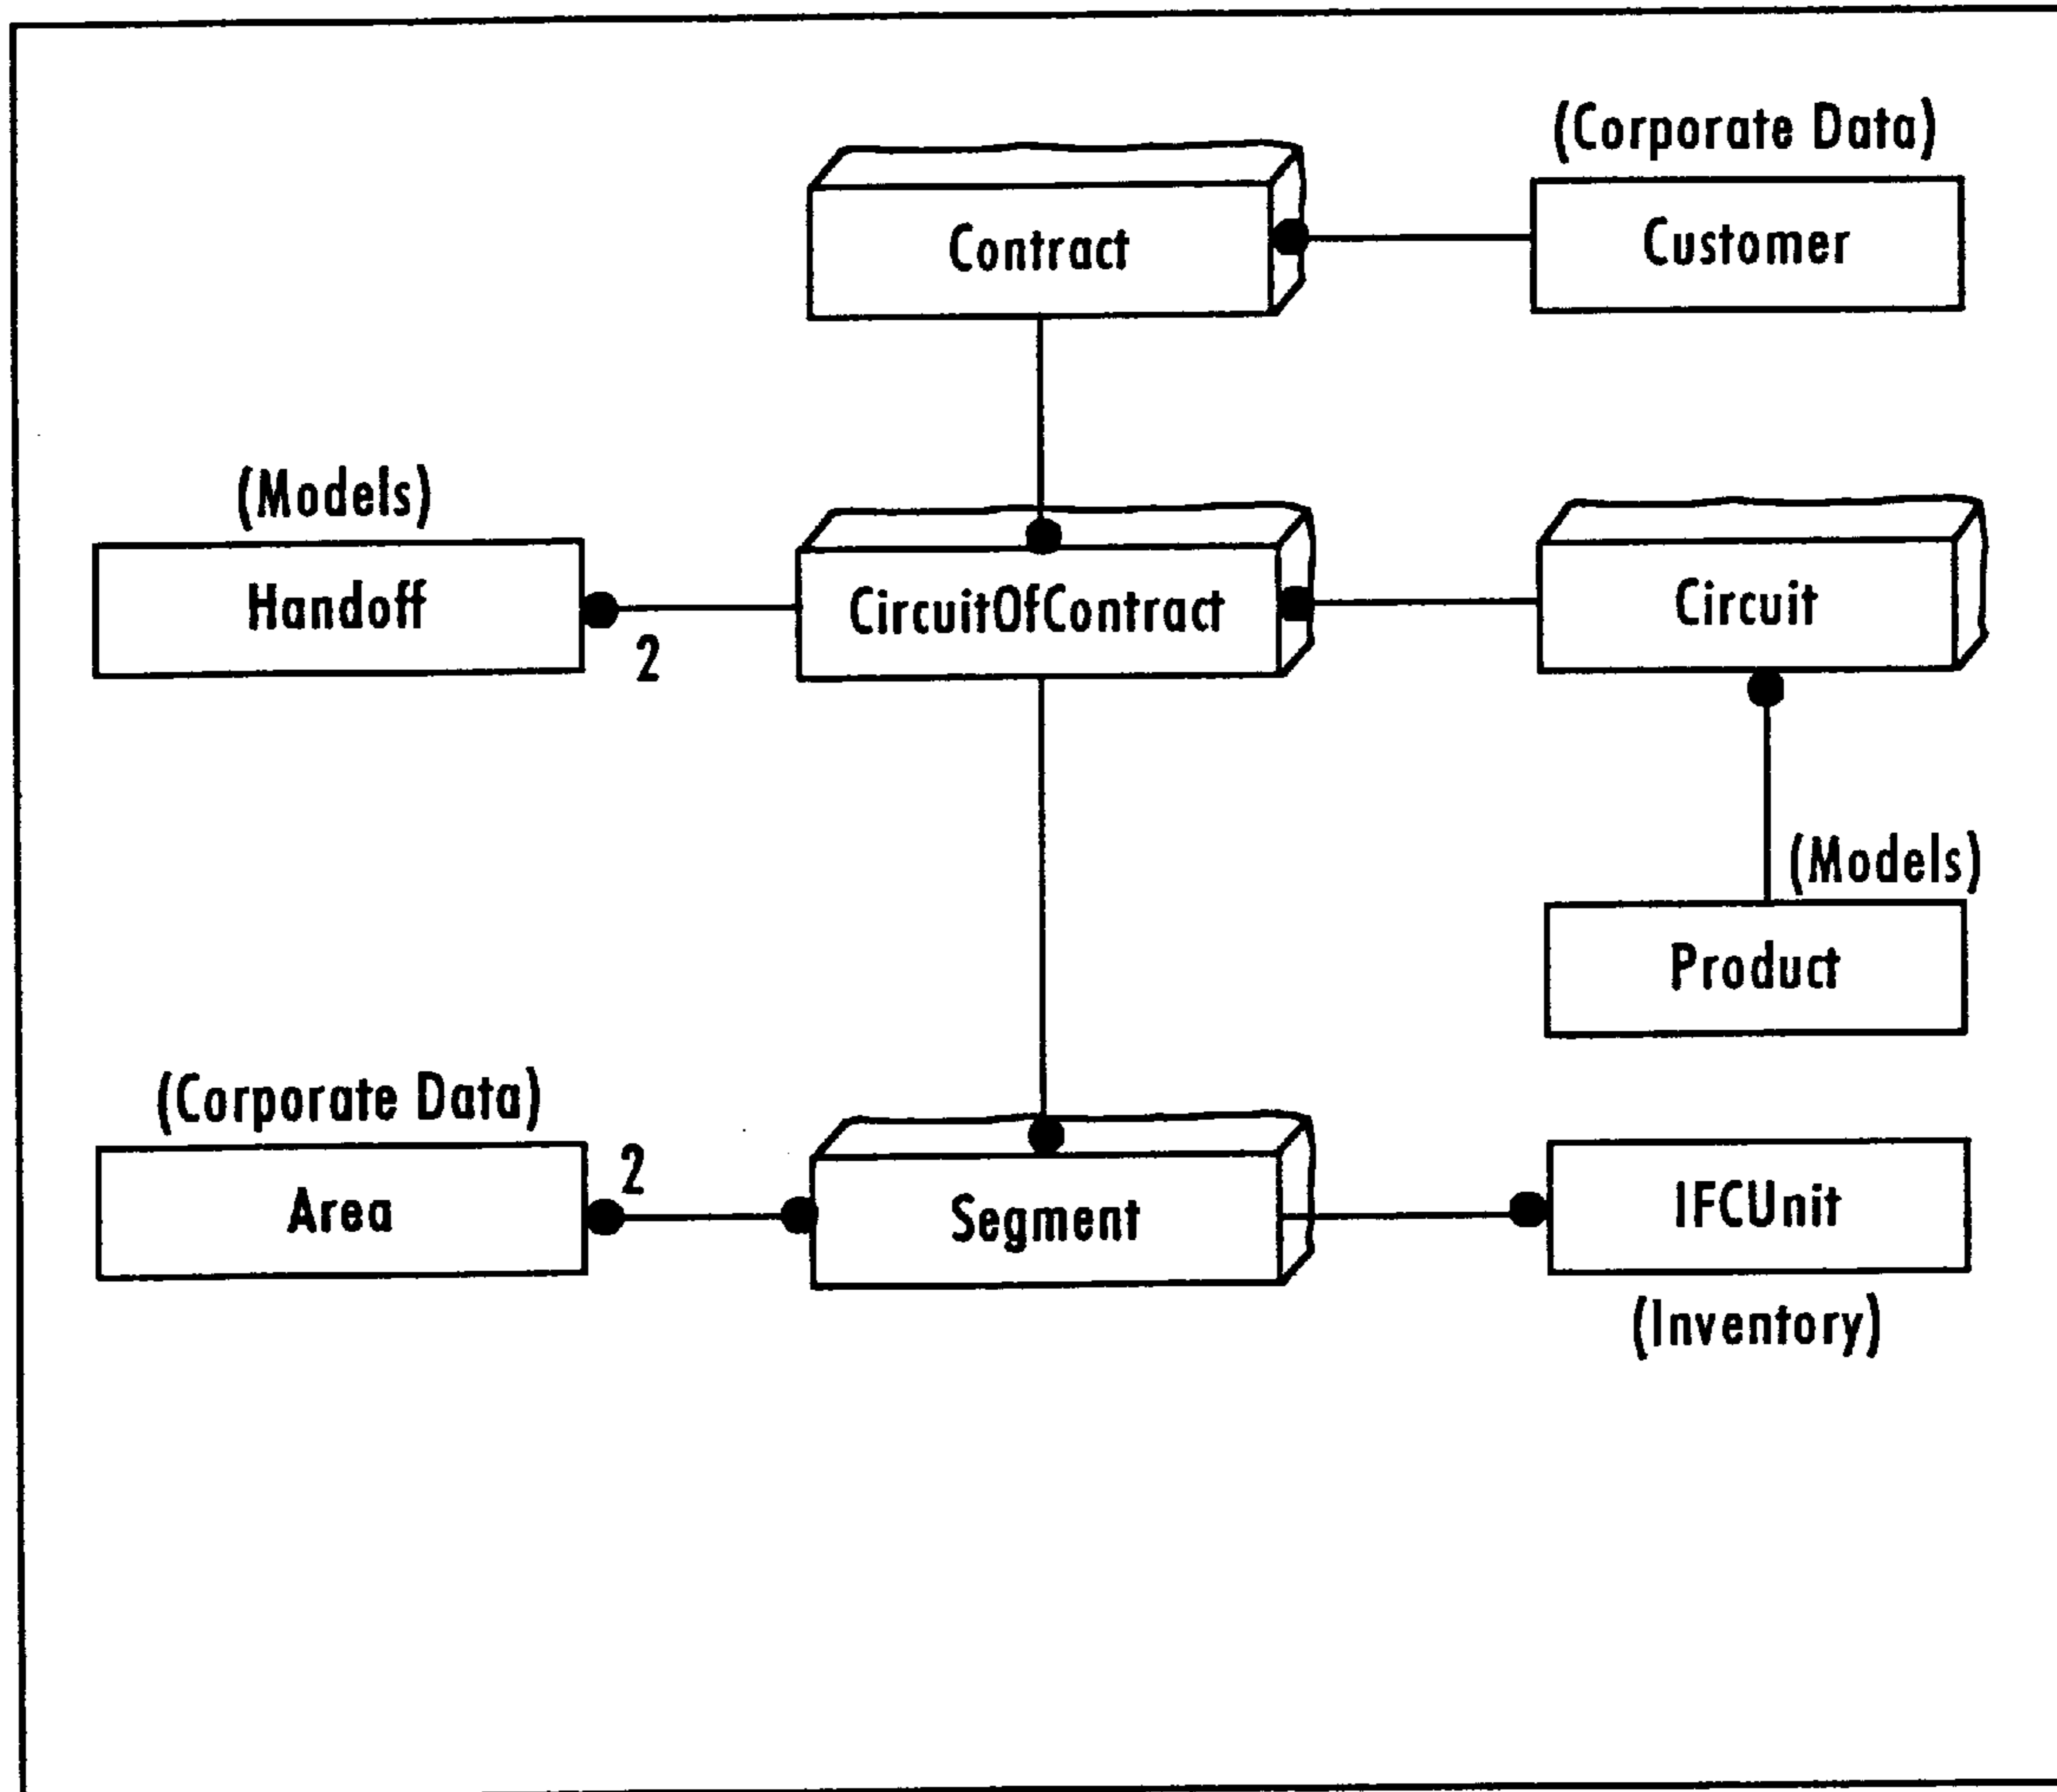 (Corporate Data)
Contract
Customer
(Models)
Handoff
2
CircuitOfContract
Circuit
(Models)
Product
(Corporate Data)
Area
2
Segment
IFCUnit
(Inventory)